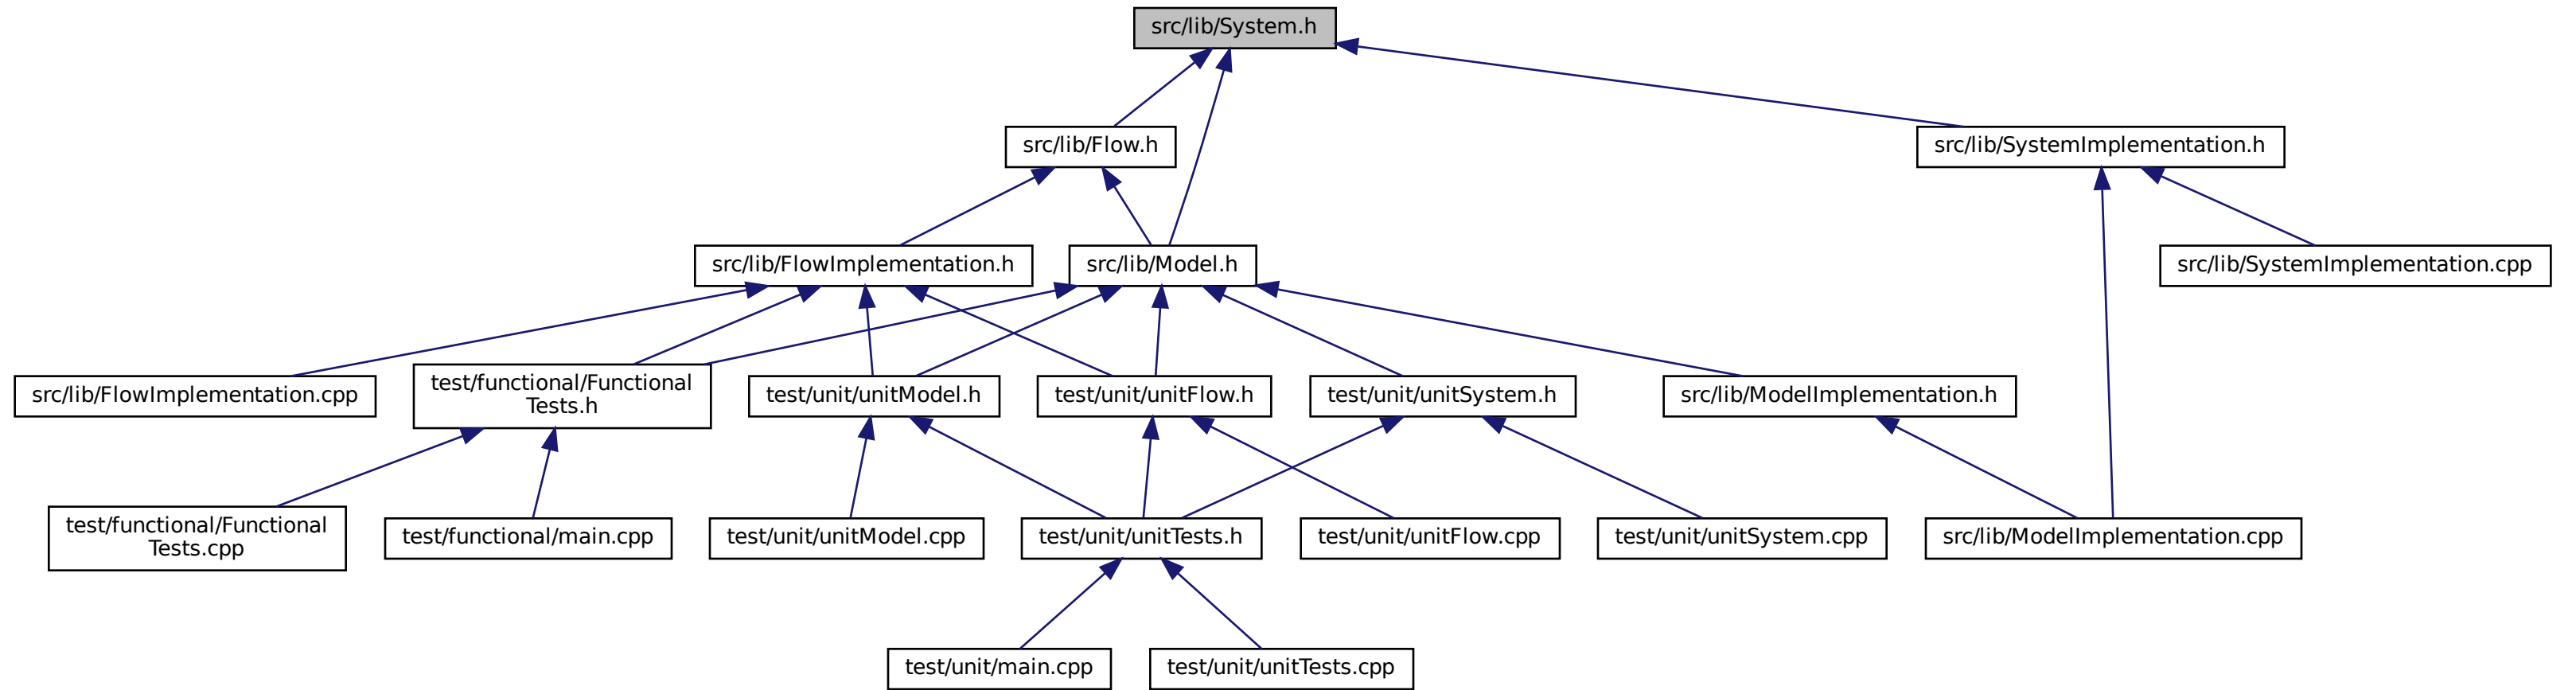 src/lib/System.h
src/lib/Flow.h
src/lib/SystemImplementation.h
src/lib/FlowImplementation.h
src/lib/Model.h
src/lib/SystemImplementation.cpp
src/lib/FlowImplementation.cpp
test/functional/Functional
Tests.h
test/unit/unitModel.h
test/unit/unitFlow.h
test/unit/unitSystem.h
src/lib/ModelImplementation.h
test/functional/Functional
Tests.cpp
test/functional/main.cpp
test/unit/unitModel.cpp
test/unit/unitTests.h
test/unit/unitFlow.cpp
test/unit/unitSystem.cpp
src/lib/ModelImplementation.cpp
test/unit/main.cpp
test/unit/unitTests.cpp